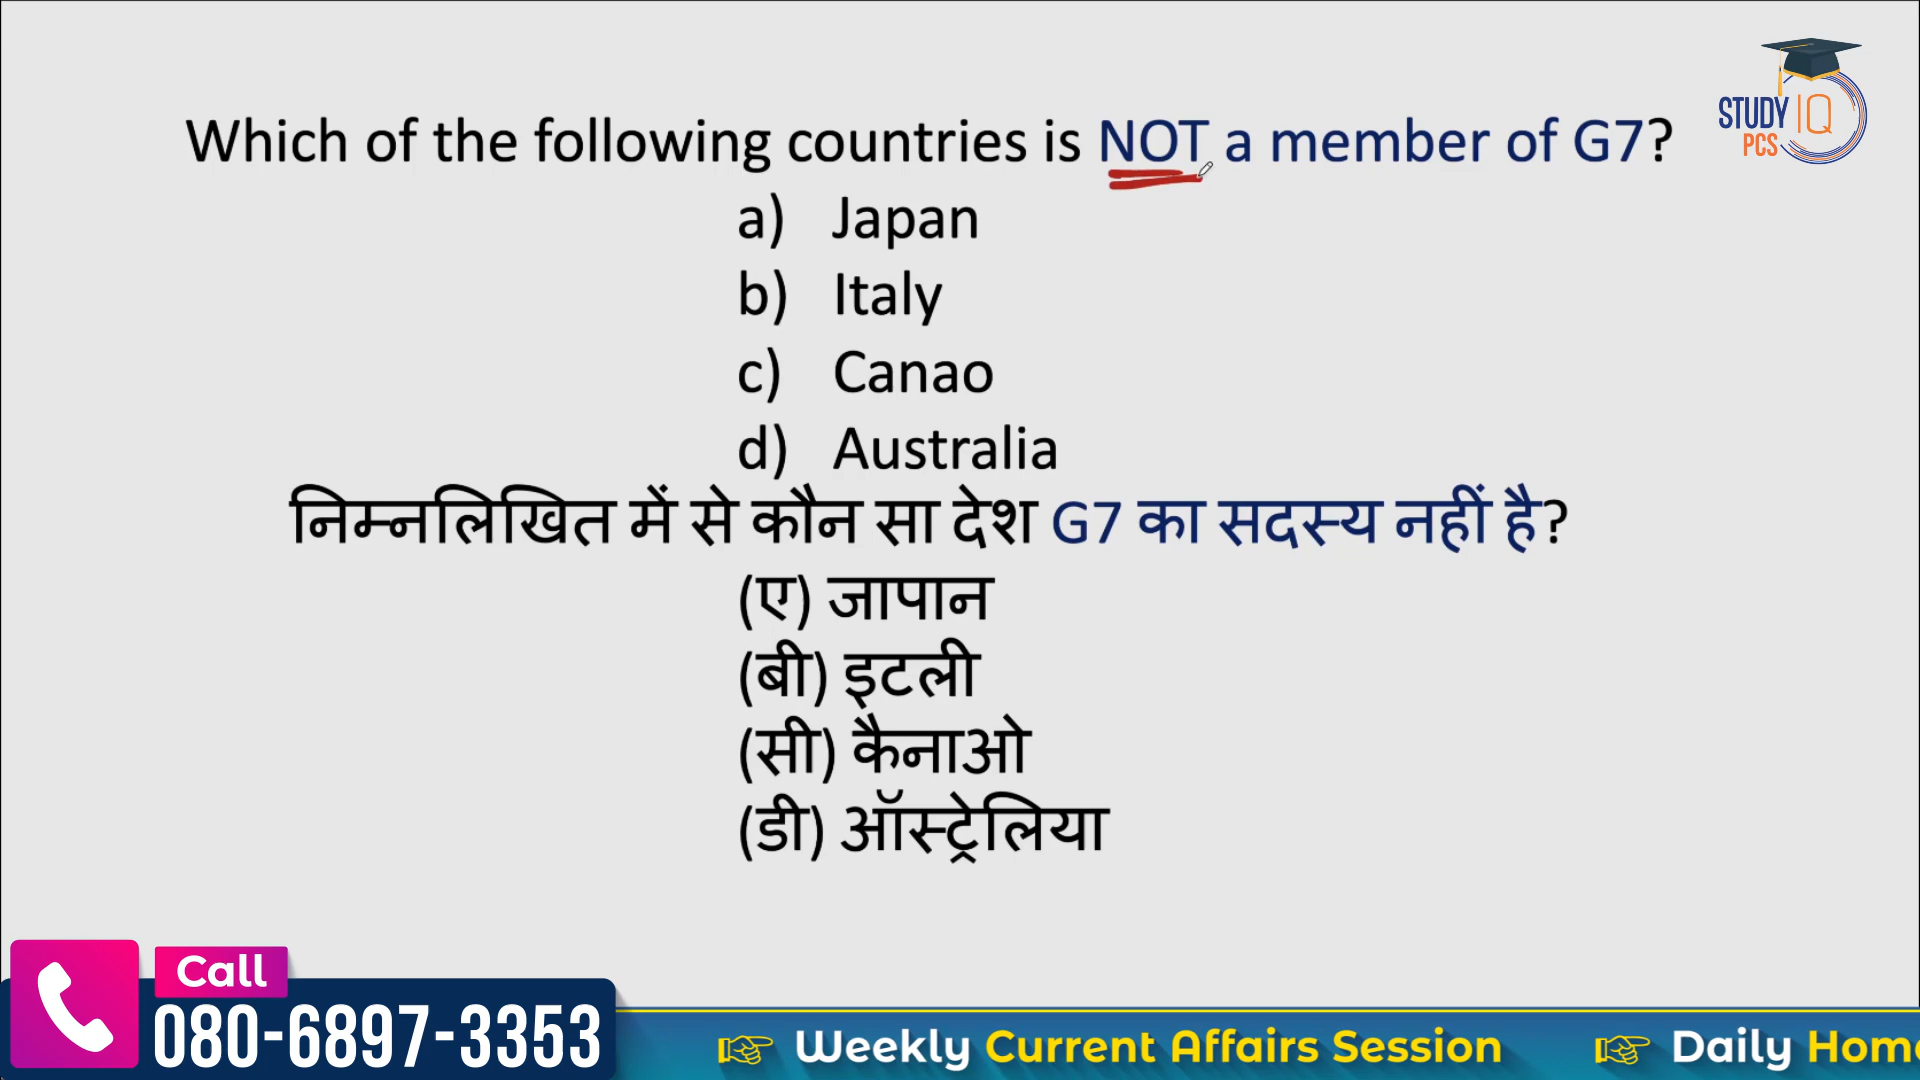 Which of the following countries is NOT a member of G7?
a) Japan
b) Italy
c) Canao
d) Australia
निम्नलिखित में से कौन सा देश G7 का सदस्य नहीं है?
(ए) जापान
(बी) इटली
(सी) कैनाओ
(डी) ऑस्ट्रेलिया
STUDY IQ
PCS
Call
080-6897-3353
Weekly Current Affairs Session
Daily